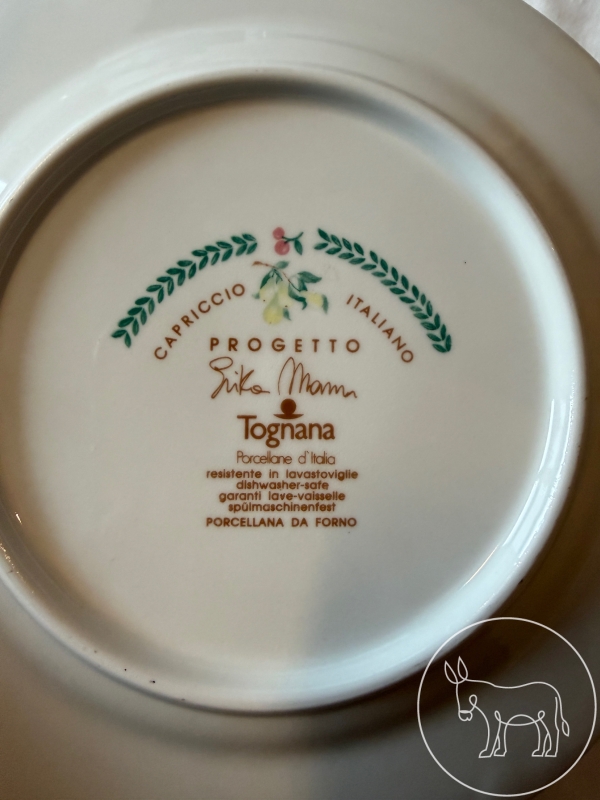 CAPRICCIO ITALIANO
PROGETTO
Erika Mann
Tognana
Porcellane d'Italia
resistente in lavastoviglie
dishwasher-safe
garanti lave-vaisselle
spülmaschinenfest
PORCELLANA DA FORNO